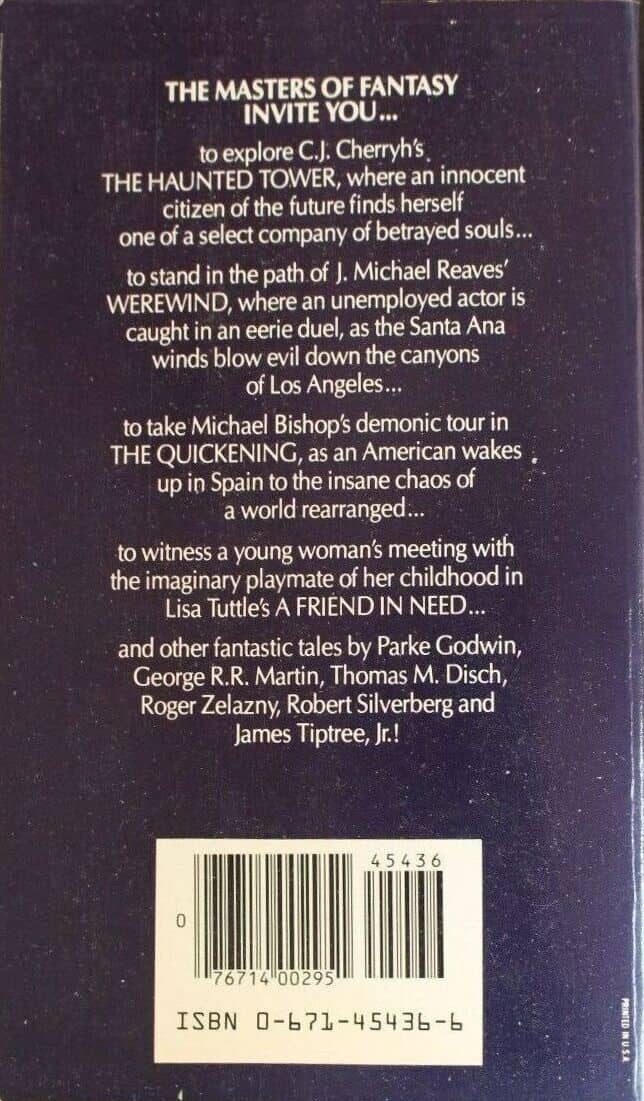 THE MASTERS OF FANTASY
INVITE YOU...
to explore C.J. Cherryh's
THE HAUNTED TOWER, where an innocent
citizen of the future finds herself
one of a select company of betrayed souls...
to stand in the path of J. Michael Reaves'
WEREWIND, where an unemployed actor is
caught in an eerie duel, as the Santa Ana
winds blow evil down the canyons
of Los Angeles...
to take Michael Bishop's demonic tour in
THE QUICKENING, as an American wakes
up in Spain to the insane chaos of
a world rearranged...
to witness a young woman's meeting with
the imaginary playmate of her childhood in
Lisa Tuttle's A FRIEND IN NEED...
and other fantastic tales by Parke Godwin,
George R.R. Martin, Thomas M. Disch,
Roger Zelazny, Robert Silverberg and
James Tiptree, Jr.!
45436
0
76714 00295
ISBN 0-671-45436-6
PRINTED IN U.S.A.